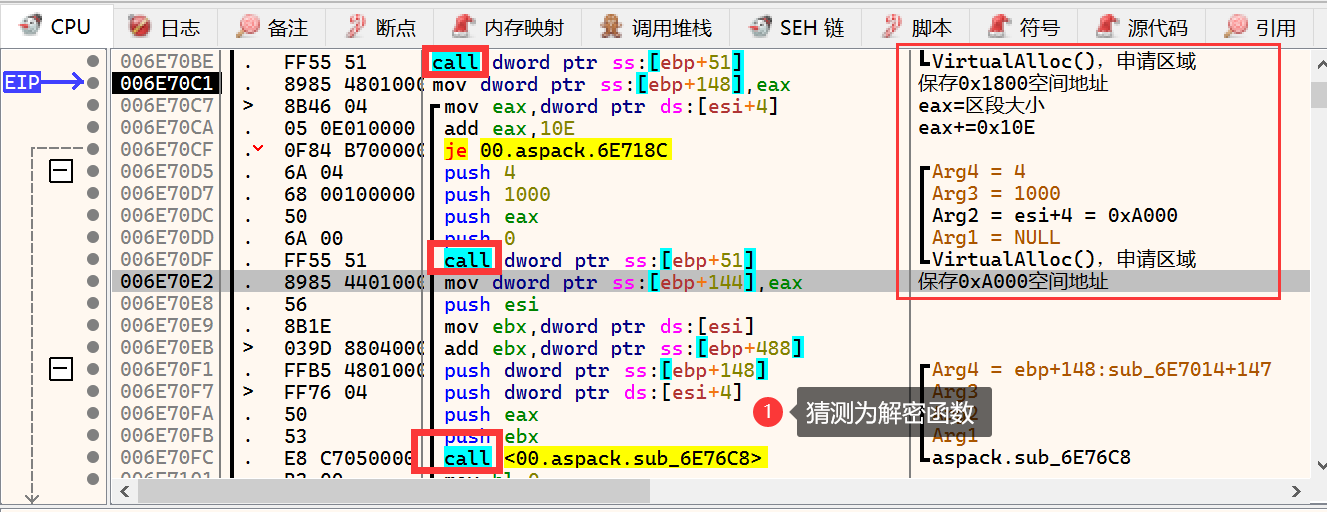 CPU 日志 备注 断点 内存映射 调用堆栈 SEH 链 脚本 符号 源代码 引用
006E70BE . FF55 51 call dword ptr ss:[ebp+51] VirtualAlloc(), 申请区域
EIP 006E70C1 . 8985 4801000 mov dword ptr ss:[ebp+148],eax 保存0x1800空间地址
006E70C7 > 8B46 04 mov eax,dword ptr ds:[esi+4] eax=区段大小
006E70CA . 05 0E010000 add eax,10E eax+=0x10E
006E70CF . 0F84 B700000 je 00.aspack.6E718C
006E70D5 . 6A 04 push 4 Arg4 = 4
006E70D7 . 68 00100000 push 1000 Arg3 = 1000
006E70DC . 50 push eax Arg2 = esi+4 = 0xA000
006E70DD . 6A 00 push 0 Arg1 = NULL
006E70DF . FF55 51 call dword ptr ss:[ebp+51] VirtualAlloc(), 申请区域
006E70E2 . 8985 4401000 mov dword ptr ss:[ebp+144],eax 保存0xA000空间地址
006E70E8 . 56 push esi
006E70E9 . 8B1E mov ebx,dword ptr ds:[esi]
006E70EB > 039D 8804000 add ebx,dword ptr ss:[ebp+488]
006E70F1 . FFB5 4801000 push dword ptr ss:[ebp+148] Arg4 = ebp+148:sub_6E7014+147
006E70F7 > FF76 04 push dword ptr ds:[esi+4] Arg3
006E70FA . 50 push eax
1 猜测为解密函数
006E70FB . 53 push ebx Arg1
006E70FC . E8 C7050000 call <00.aspack.sub_6E76C8> aspack.sub_6E76C8